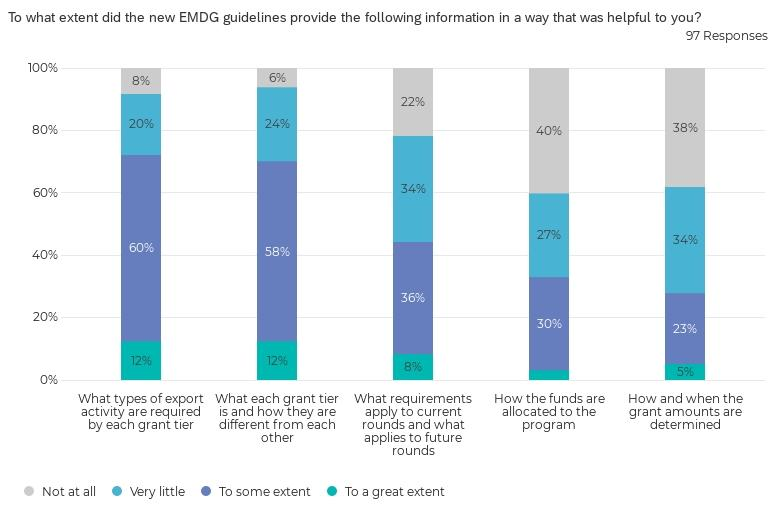 To what extent did the new EMDG guidelines provide the following information in a way that was helpful to you?
97 Responses
100%
80%
60%
40%
20%
0%
8%
20%
60%
12%
6%
24%
58%
12%
22%
34%
36%
8%
40%
27%
30%
38%
34%
23%
5%
What types of export
activity are required
by each grant tier
What each grant tier
is and how they are
different from each
other
What requirements
apply to current
rounds and what
applies to future
rounds
How the funds are
allocated to the
program
How and when the
grant amounts are
determined
Not at all
Very little
To some extent
To a great extent